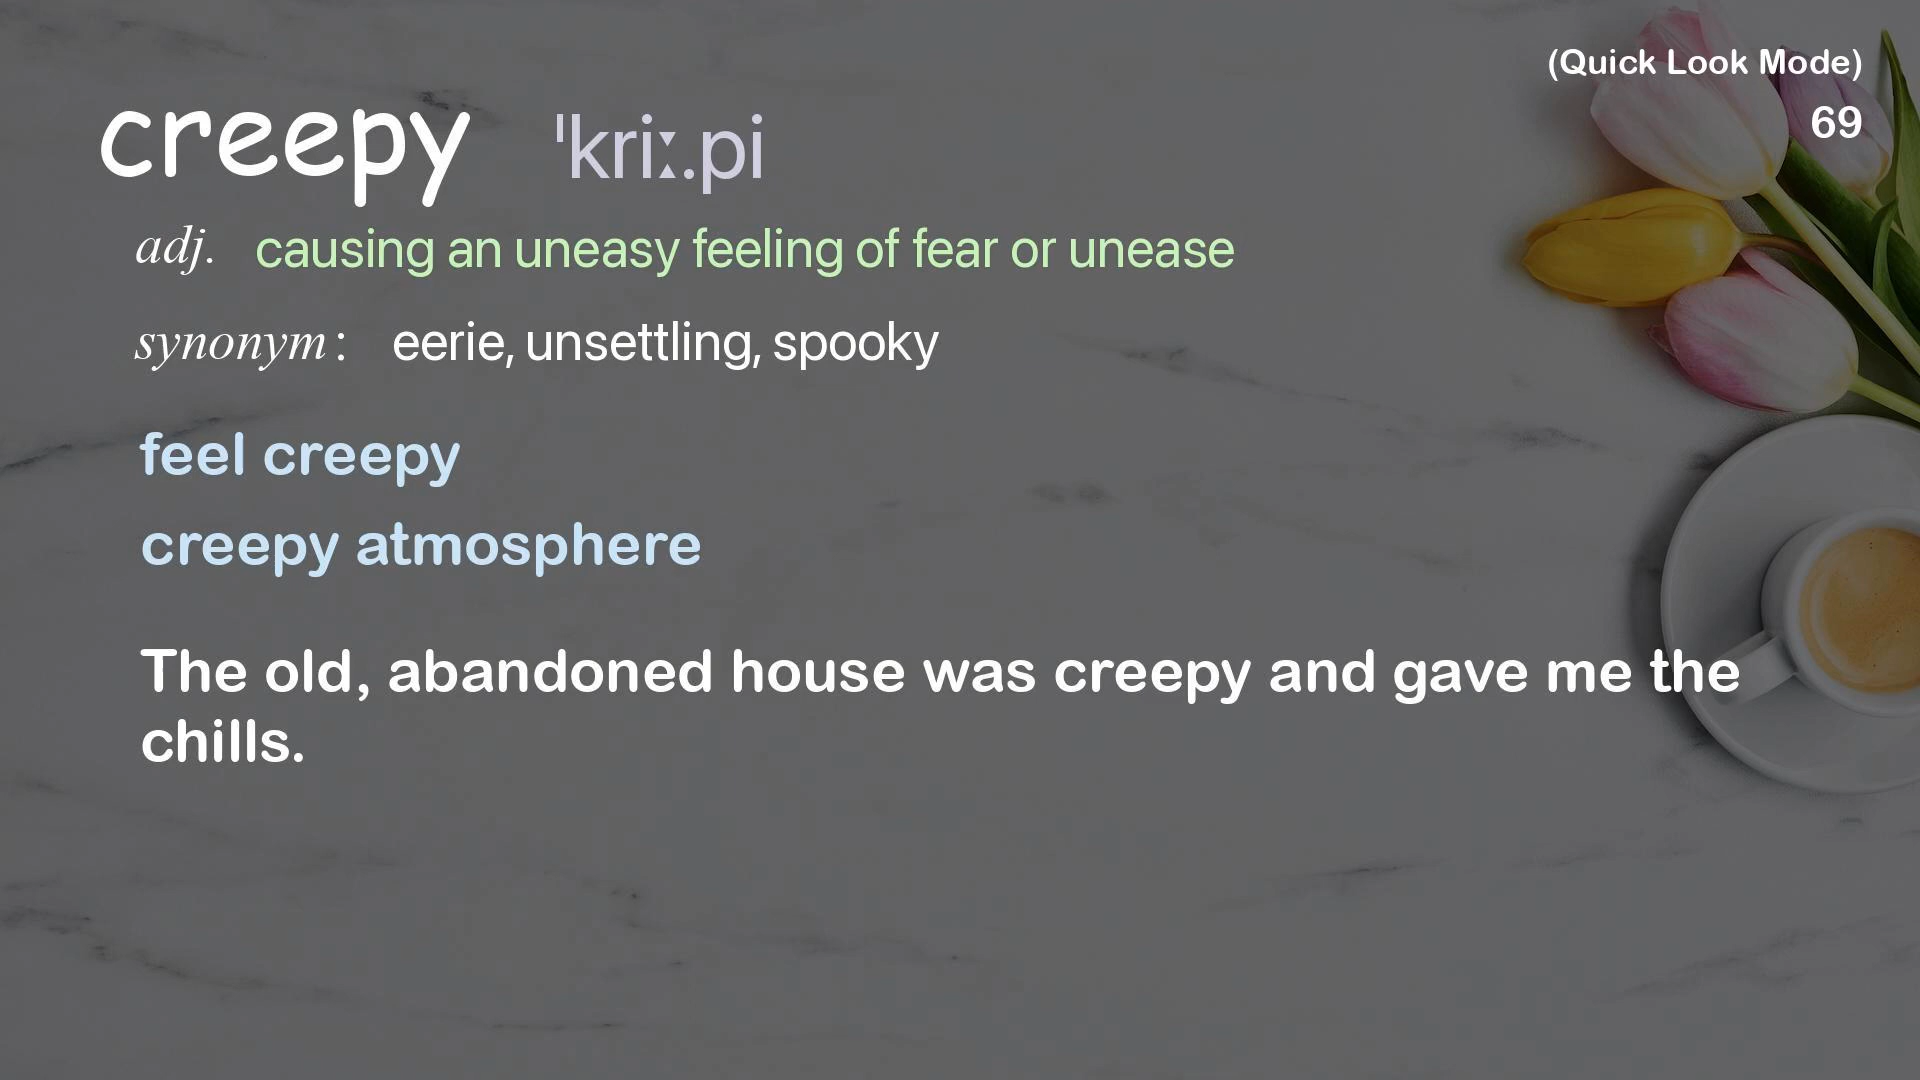 (Quick Look Mode)
69
creepy ˈkriː.pi
adj. causing an uneasy feeling of fear or unease
synonym: eerie, unsettling, spooky
feel creepy
creepy atmosphere
The old, abandoned house was creepy and gave me the
chills.